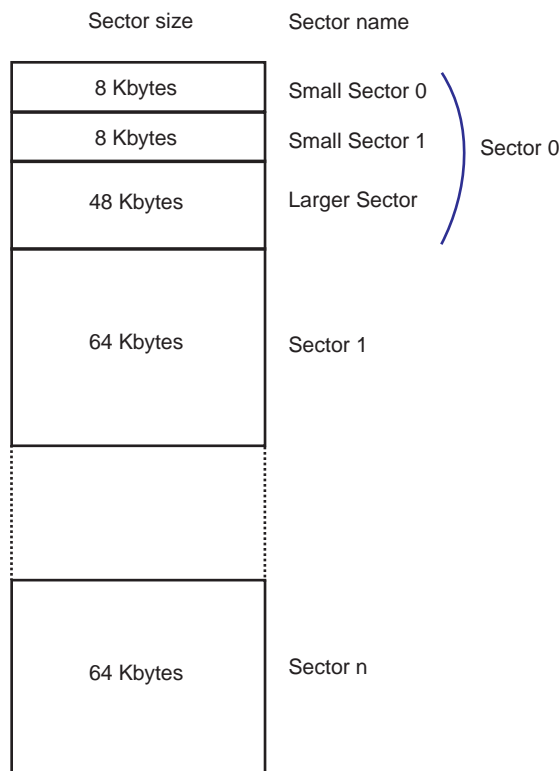 Sector size Sector name
8 Kbytes Small Sector 0
8 Kbytes Small Sector 1
Sector 0
48 Kbytes Larger Sector
64 Kbytes Sector 1
64 Kbytes Sector n